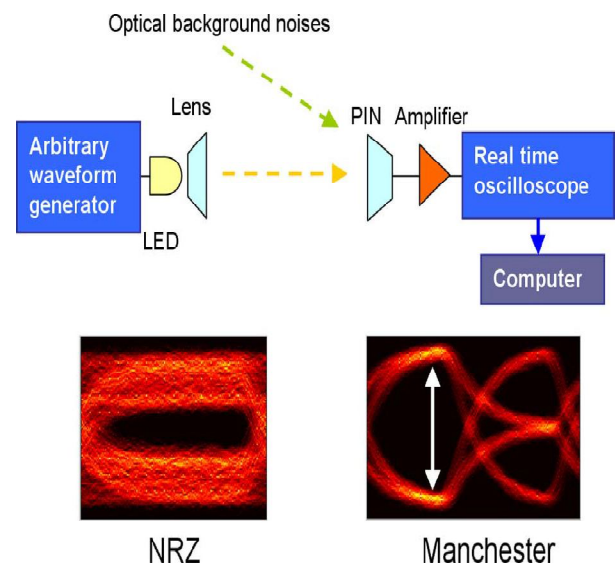 Optical background noises
Lens
PIN Amplifier
Arbitrary
waveform
generator
LED
Real time
oscilloscope
Computer
NRZ
Manchester